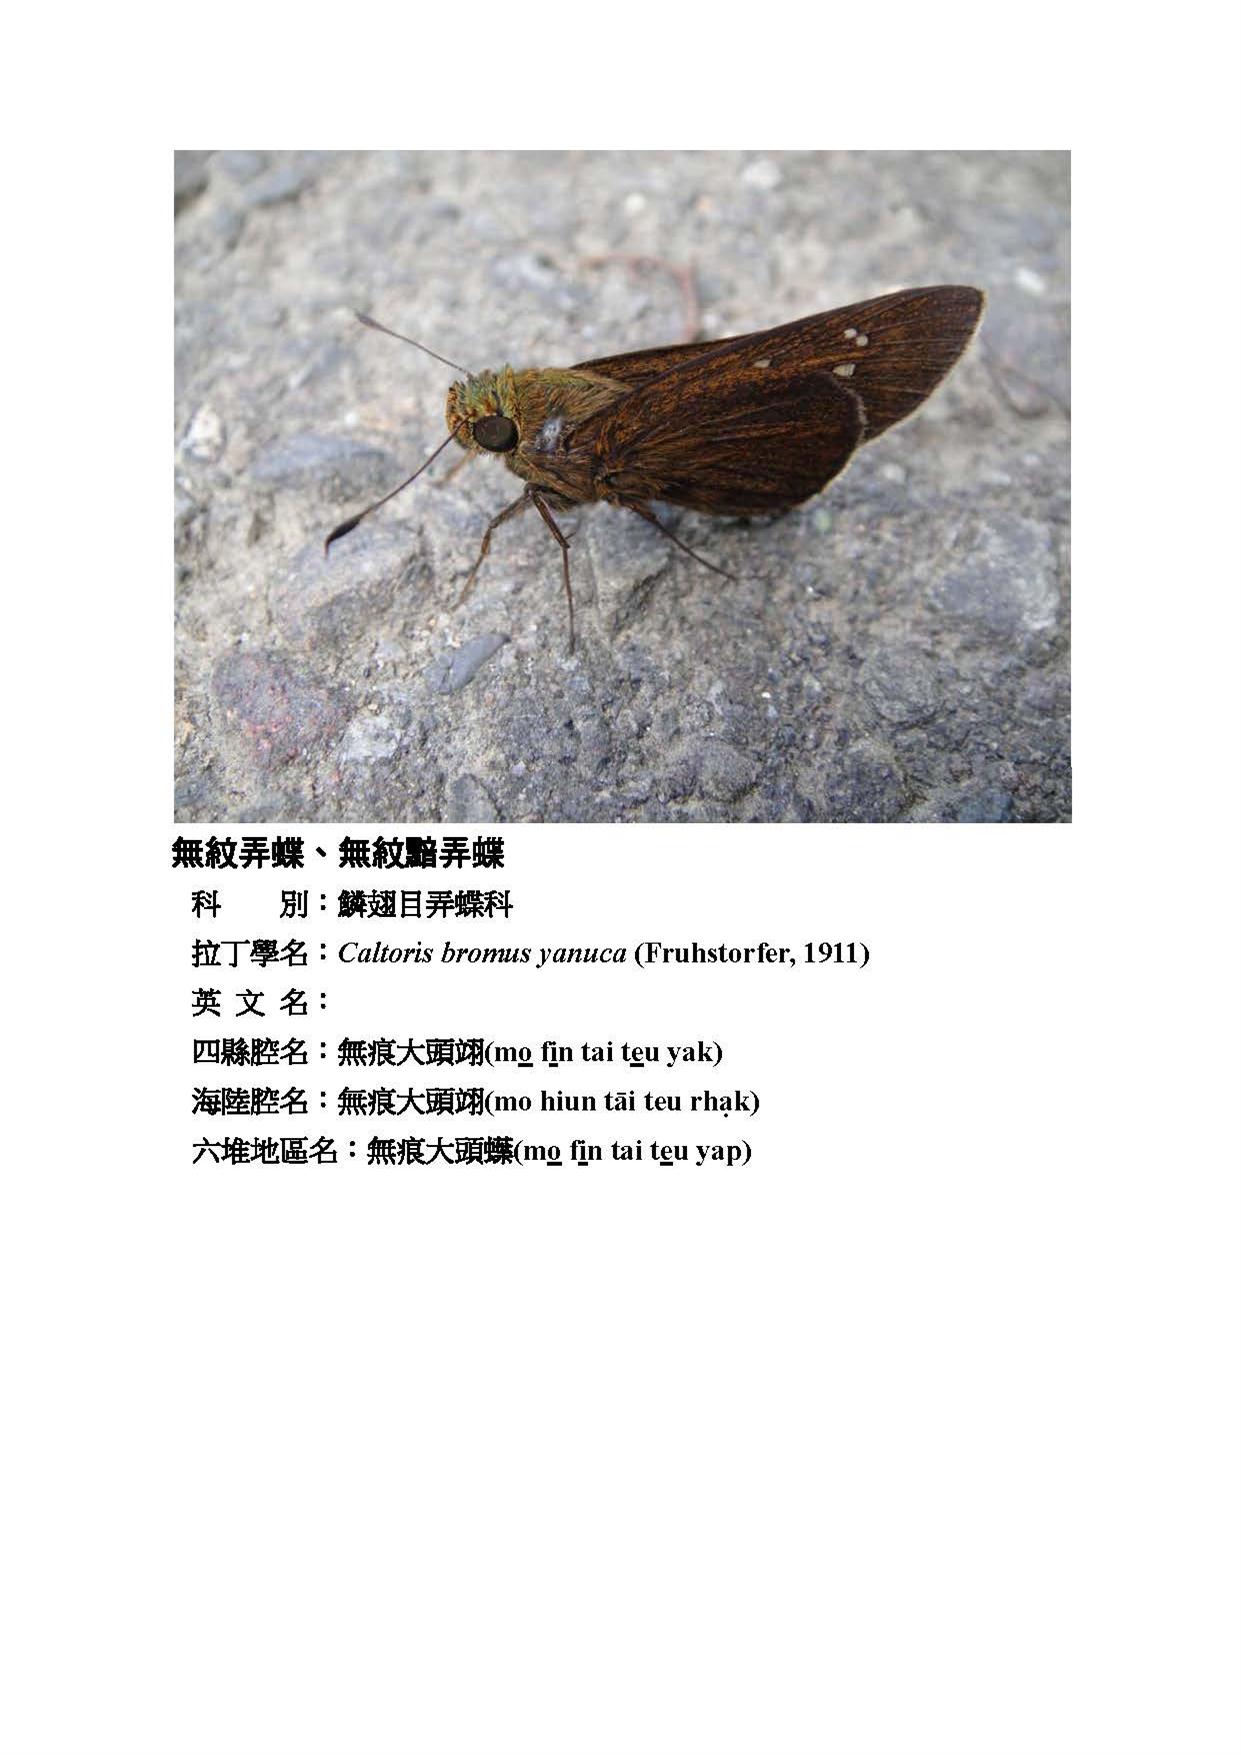 無紋弄蝶、無紋黯弄蝶
科　　別：鱗翅目弄蝶科
拉丁學名：Caltoris bromus yanuca (Fruhstorfer, 1911)
英 文 名：
四縣腔名：無痕大頭翊(mo̲ fi̲n tai te̲u yak)
海陸腔名：無痕大頭翊(mo hiun tāi teu rhạk)
六堆地區名：無痕大頭蠂(mo̲ fi̲n tai te̲u yap)